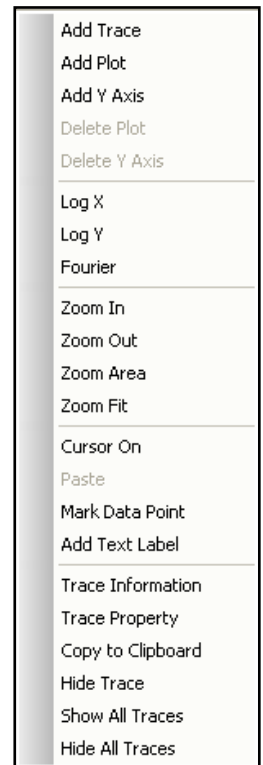 Add Trace
Add Plot
Add Y Axis
Delete Plot
Delete Y Axis
Log X
Log Y
Fourier
Zoom In
Zoom Out
Zoom Area
Zoom Fit
Cursor On
Paste
Mark Data Point
Add Text Label
Trace Information
Trace Property
Copy to Clipboard
Hide Trace
Show All Traces
Hide All Traces